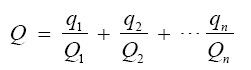 Q = q₁/Q₁ + q₂/Q₂ + ⋯ qₙ/Qₙ